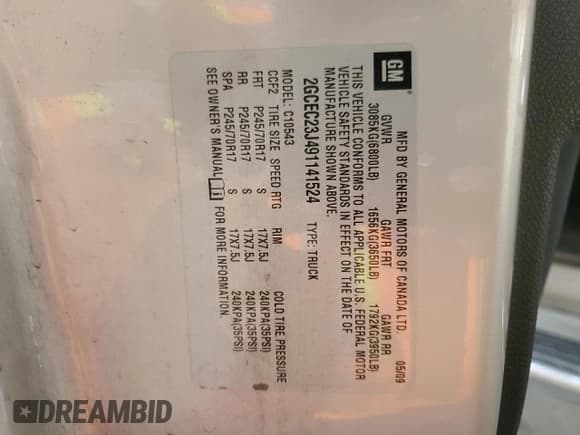 GM
MFD BY GENERAL MOTORS OF CANADA LTD. 05/09
GVWR GAWR FRT GAWR RR
3085KG(6800LB) 1656KG(3650LB) 1792KG(3950LB)
THIS VEHICLE CONFORMS TO ALL APPLICABLE U.S. FEDERAL MOTOR
VEHICLE SAFETY STANDARDS IN EFFECT ON THE DATE OF
MANUFACTURE SHOWN ABOVE.
2GCEC23J491141524 TYPE: TRUCK
MODEL: C10543
CCF2 TIRE SIZE SPEED RTG RIM COLD TIRE PRESSURE
FRT P245/70R17 S 17X7.5J 240KPA(35PSI)
RR P245/70R17 S 17X7.5J 240KPA(35PSI)
SPA P245/70R17 S 17X7.5J 240KPA(35PSI)
SEE OWNER'S MANUAL i FOR MORE INFORMATION.
DREAMBID